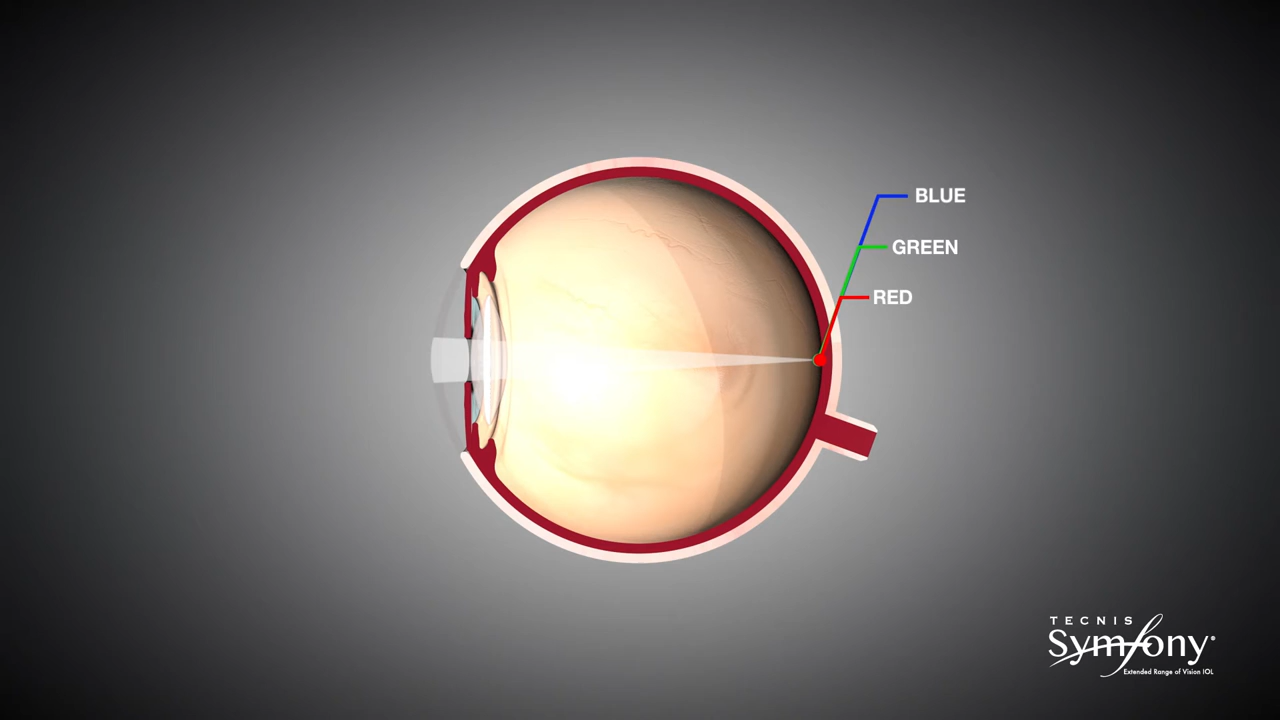 BLUE
GREEN
RED
TECNIS
Symfony®
Extended Range of Vision IOL